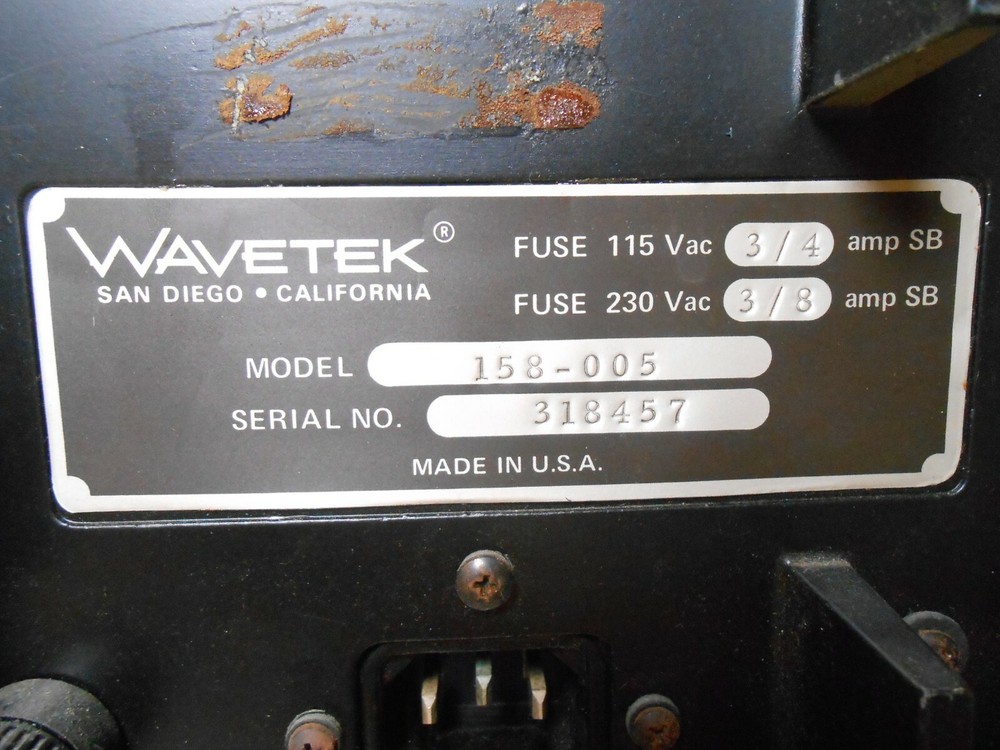 WAVETEK ®
SAN DIEGO • CALIFORNIA
FUSE 115 Vac 3/4 amp SB
FUSE 230 Vac 3/8 amp SB
MODEL 158-005
SERIAL NO. 318457
MADE IN U.S.A.